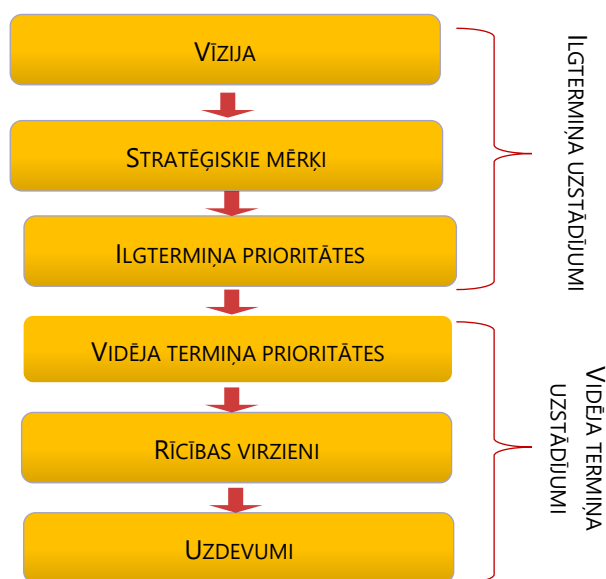 VĪZIJA
STRATĒĢISKIE MĒRĶI
ILGTERMIŅA PRIORITĀTES
ILGTERMIŅA UZSTĀDĪJUMI
VIDĒJA TERMIŅA PRIORITĀTES
RĪCĪBAS VIRZIENI
UZDEVUMI
VIDĒJA TERMIŅA
UZSTĀDĪJUMI